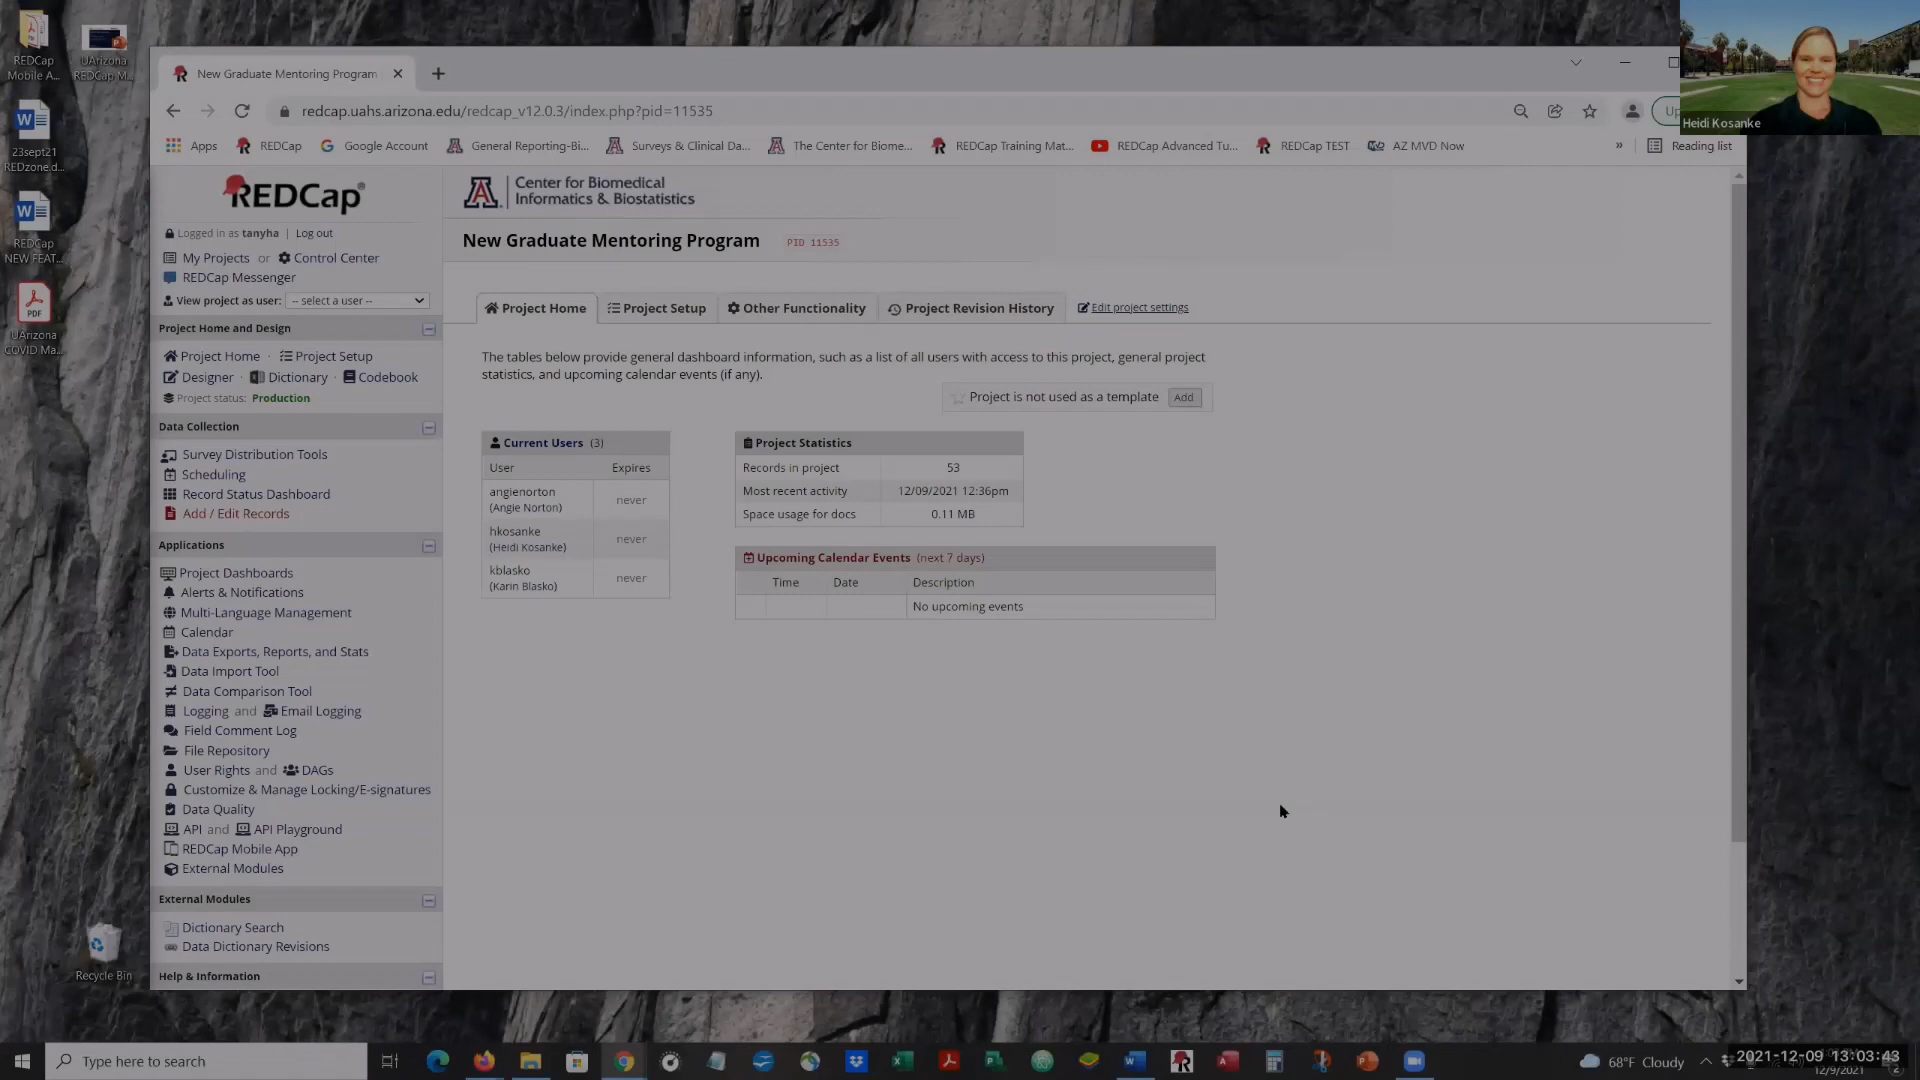 REDCap
Mobile A...
UArizona
REDCap M...
23sept21
REDzone.d...
REDCap
NEW FEAT...
PDF
UArizona
COVID Ma...
Recycle Bin
New Graduate Mentoring Program
redcap.uahs.arizona.edu/redcap_v12.0.3/index.php?pid=11535
Up
Heidi Kosanke
Apps
REDCap
Google Account
General Reporting-Bi...
Surveys & Clinical Da...
The Center for Biome...
REDCap Training Mat...
REDCap Advanced Tu...
REDCap TEST
AZ MVD Now
»
Reading list
REDCap
Logged in as tanyha | Log out
My Projects or Control Center
REDCap Messenger
View project as user: -- select a user --
Project Home and Design
Project Home · Project Setup
Designer · Dictionary · Codebook
Project status: Production
Data Collection
Survey Distribution Tools
Scheduling
Record Status Dashboard
Add / Edit Records
Applications
Project Dashboards
Alerts & Notifications
Multi-Language Management
Calendar
Data Exports, Reports, and Stats
Data Import Tool
Data Comparison Tool
Logging and Email Logging
Field Comment Log
File Repository
User Rights and DAGs
Customize & Manage Locking/E-signatures
Data Quality
API and API Playground
REDCap Mobile App
External Modules
External Modules
Dictionary Search
Data Dictionary Revisions
Help & Information
Center for Biomedical
Informatics & Biostatistics
New Graduate Mentoring Program PID 11535
Project Home
Project Setup
Other Functionality
Project Revision History
Edit project settings
The tables below provide general dashboard information, such as a list of all users with access to this project, general project
statistics, and upcoming calendar events (if any).
Project is not used as a template Add
Current Users (3)
User Expires
angienorton
(Angie Norton)
never
hkosanke
(Heidi Kosanke)
never
kblasko
(Karin Blasko)
never
Project Statistics
Records in project 53
Most recent activity 12/09/2021 12:36pm
Space usage for docs 0.11 MB
Upcoming Calendar Events (next 7 days)
Time Date Description
No upcoming events
Type here to search
68°F Cloudy
2021-12-09 13:03:43
12/9/2021
2